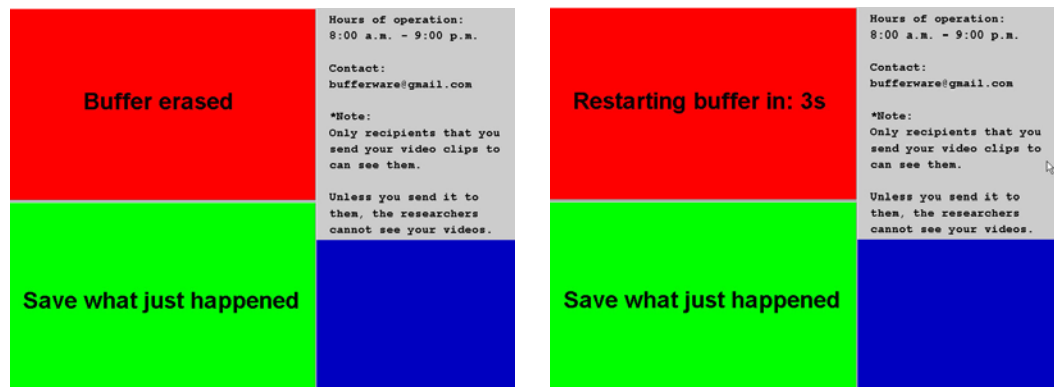 Buffer erased
Save what just happened
Hours of operation:
8:00 a.m. - 9:00 p.m.
Contact:
bufferware@gmail.com
*Note:
Only recipients that you
send your video clips to
can see them.
Unless you send it to
them, the researchers
cannot see your videos.
Restarting buffer in: 3s
Save what just happened
Hours of operation:
8:00 a.m. - 9:00 p.m.
Contact:
bufferware@gmail.com
*Note:
Only recipients that you
send your video clips to
can see them.
Unless you send it to
them, the researchers
cannot see your videos.